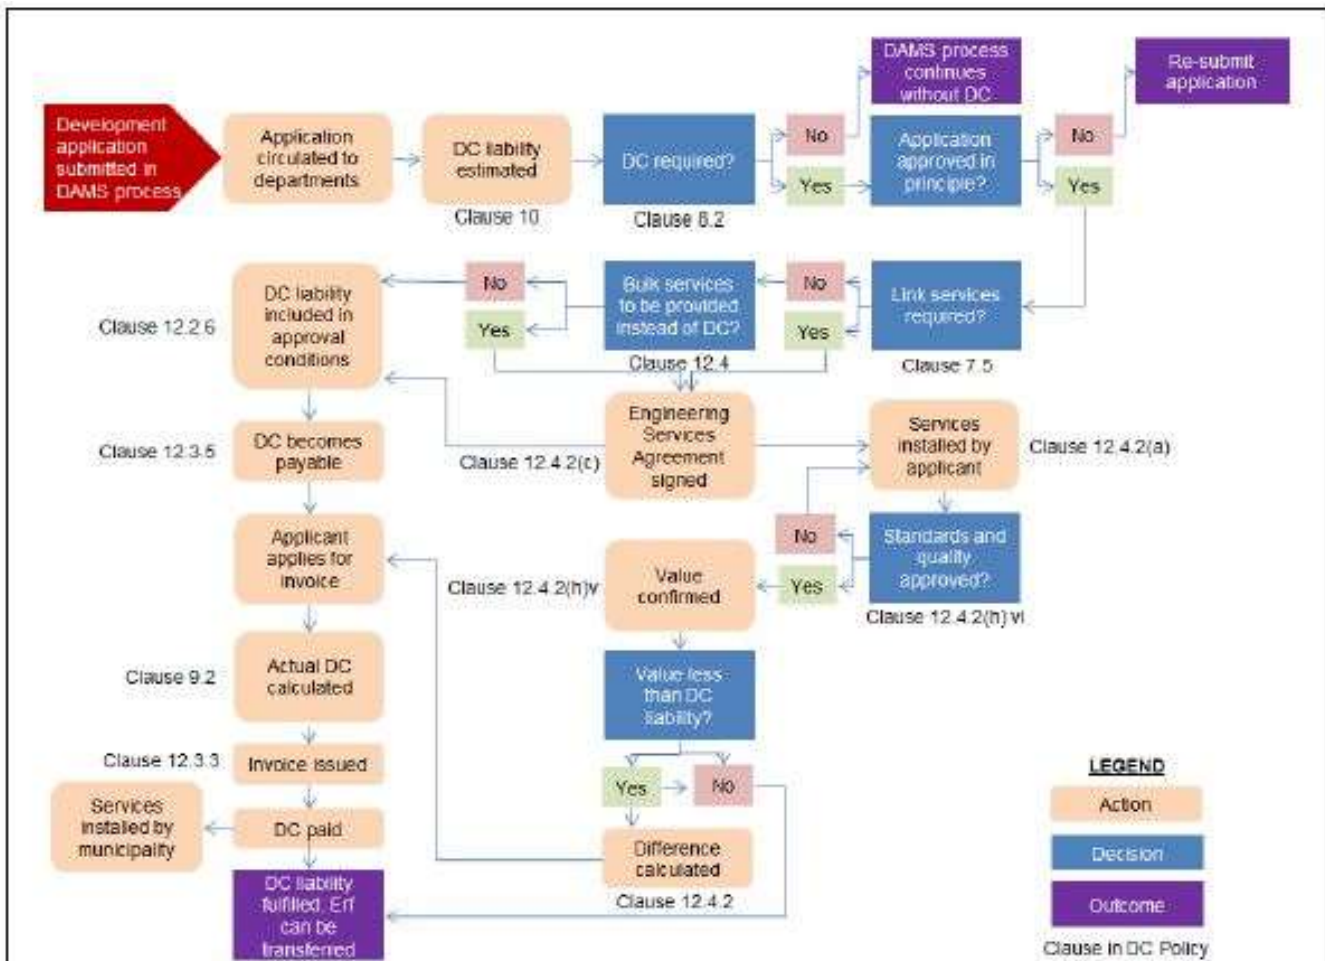 Development
application
submitted in
DAMS process
Application
circulated to
departments
DC liability
estimated
Clause 10
DC required?
Clause 8.2
No
Yes
DAMS process
continues
without DC
Application
approved in
principle?
No
Yes
Re-submit
application
Clause 12.2.6
DC liability
included in
approval
conditions
No
Yes
Bulk services
to be provided
instead of DC?
Clause 12.4
No
Yes
Link services
required?
Clause 7.5
Clause 12.3.5
DC becomes
payable
Clause 12.4.2(c)
Engineering
Services
Agreement
signed
Services
installed by
applicant
Clause 12.4.2(a)
Applicant
applies for
invoice
Clause 12.4.2(h)v
Value
confirmed
No
Yes
Standards and
quality
approved?
Clause 12.4.2(h) vi
Clause 9.2
Actual DC
calculated
Value less
than DC
liability?
Clause 12.3.3
Invoice issued
Yes
No
Services
installed by
municipality
DC paid
Difference
calculated
Clause 12.4.2
DC liability
fulfilled. Erf
can be
transferred
LEGEND
Action
Decision
Outcome
Clause in DC Policy